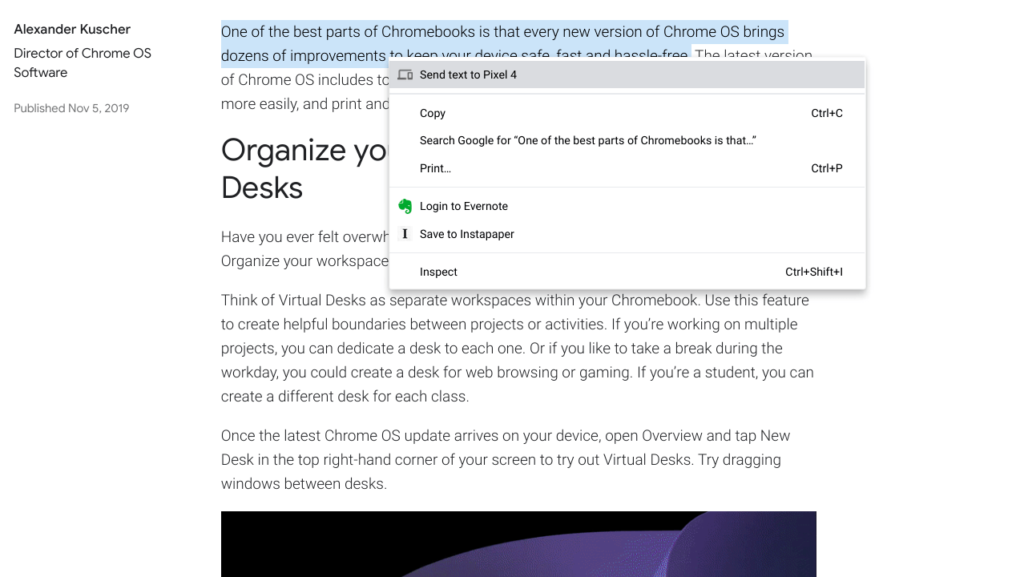 Alexander Kuscher
Director of Chrome OS
Software
Published Nov 5, 2019
One of the best parts of Chromebooks is that every new version of Chrome OS brings
dozens of improvements to keep your device safe, fast and hassle-free. The latest version
of Chrome OS includes to
more easily, and print and
Send text to Pixel 4
Copy Ctrl+C
Search Google for “One of the best parts of Chromebooks is that…”
Print… Ctrl+P
Login to Evernote
Save to Instapaper
Inspect Ctrl+Shift+I
Organize you
Desks
Have you ever felt overwh
Organize your workspace
Think of Virtual Desks as separate workspaces within your Chromebook. Use this feature
to create helpful boundaries between projects or activities. If you’re working on multiple
projects, you can dedicate a desk to each one. Or if you like to take a break during the
workday, you could create a desk for web browsing or gaming. If you’re a student, you can
create a different desk for each class.
Once the latest Chrome OS update arrives on your device, open Overview and tap New
Desk in the top right-hand corner of your screen to try out Virtual Desks. Try dragging
windows between desks.